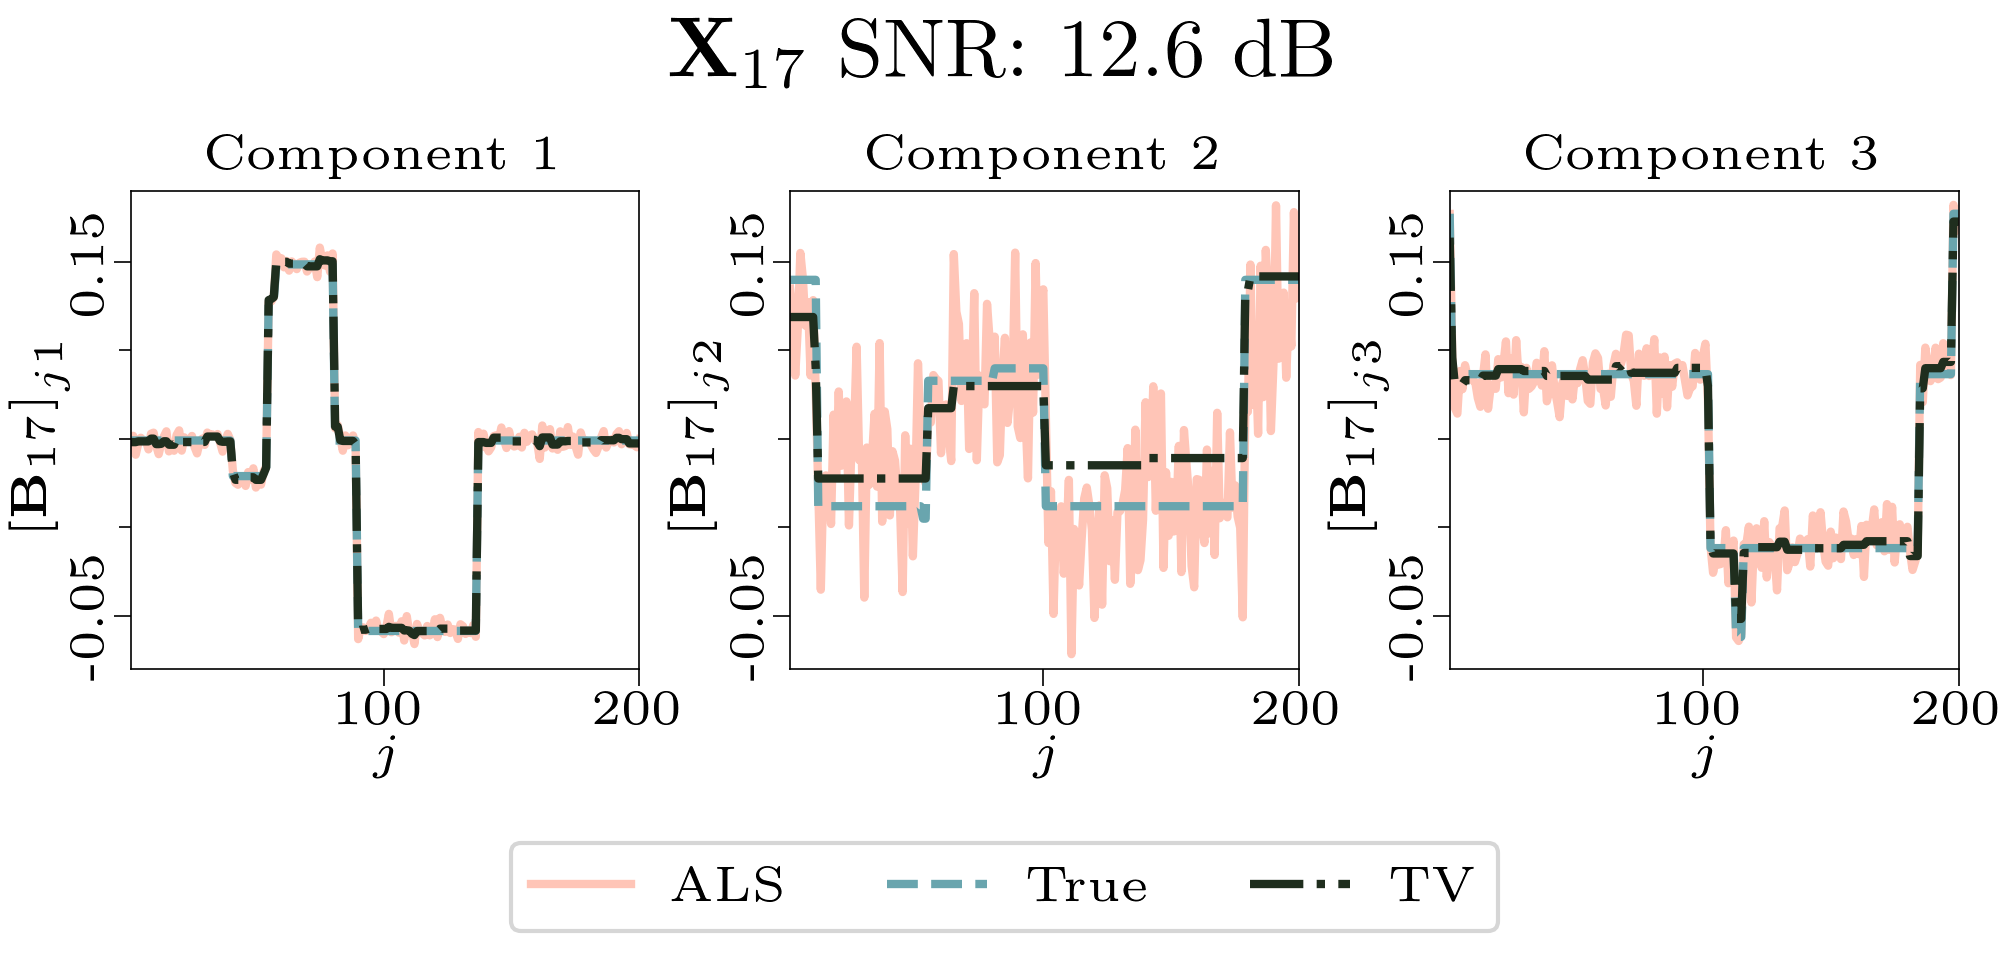 X₁₇ SNR: 12.6 dB
Component 1
Component 2
Component 3
[B₁₇]ⱼ₁
0.15
-0.05
100
200
j
[B₁₇]ⱼ₂
0.15
-0.05
100
200
j
[B₁₇]ⱼ₃
0.15
-0.05
100
200
j
ALS
True
TV